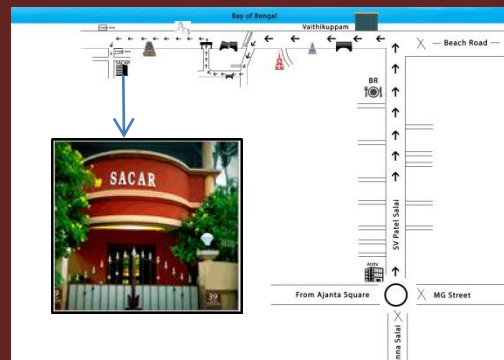 Bay of Bengal
Vaithikuppam
Beach Road
SACAR
BR
SACAR
39
SV Patel Salai
From Ajanta Square
MG Street
nna Salai